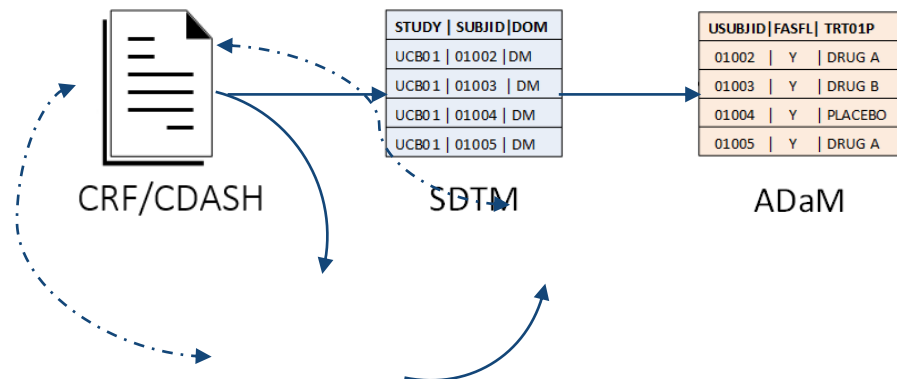 STUDY | SUBJID|DOM
UCB01 | 01002 |DM
UCB01 | 01003 | DM
UCB01 | 01004 | DM
UCB01 | 01005 | DM
USUBJID|FASFL| TRT01P
01002 | Y | DRUG A
01003 | Y | DRUG B
01004 | Y | PLACEBO
01005 | Y | DRUG A
CRF/CDASH
SDTM
ADaM